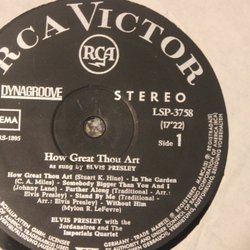 RCA VICTOR
RCA
DYNAGROOVE
STEREO
LSP-3758
(17'22)
Side 1
How Great Thou Art
as sung by ELVIS PRESLEY
How Great Thou Art (Stuart K. Hine) - In The Garden
(C. A. Miles) - Somebody Bigger Than You And I
(Johnny Lange) - Farther Along (Traditional -
Arr.: Elvis Presley) - Stand By Me (Traditional -
Arr.: Elvis Presley) - Without Him
(Mylon R. LeFevre)
ELVIS PRESLEY with the
Jordanaires and The
Imperials Quartet
GERMANY